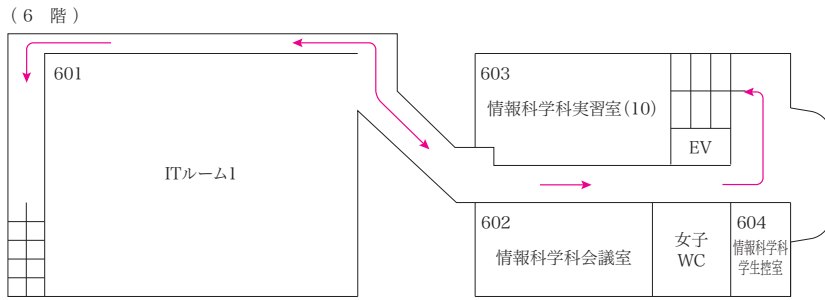 (6 階)
601
ITルーム1
603
情報科学科実習室(10)
EV
602
情報科学科会議室
女子
WC
604
情報科学科
学生控室